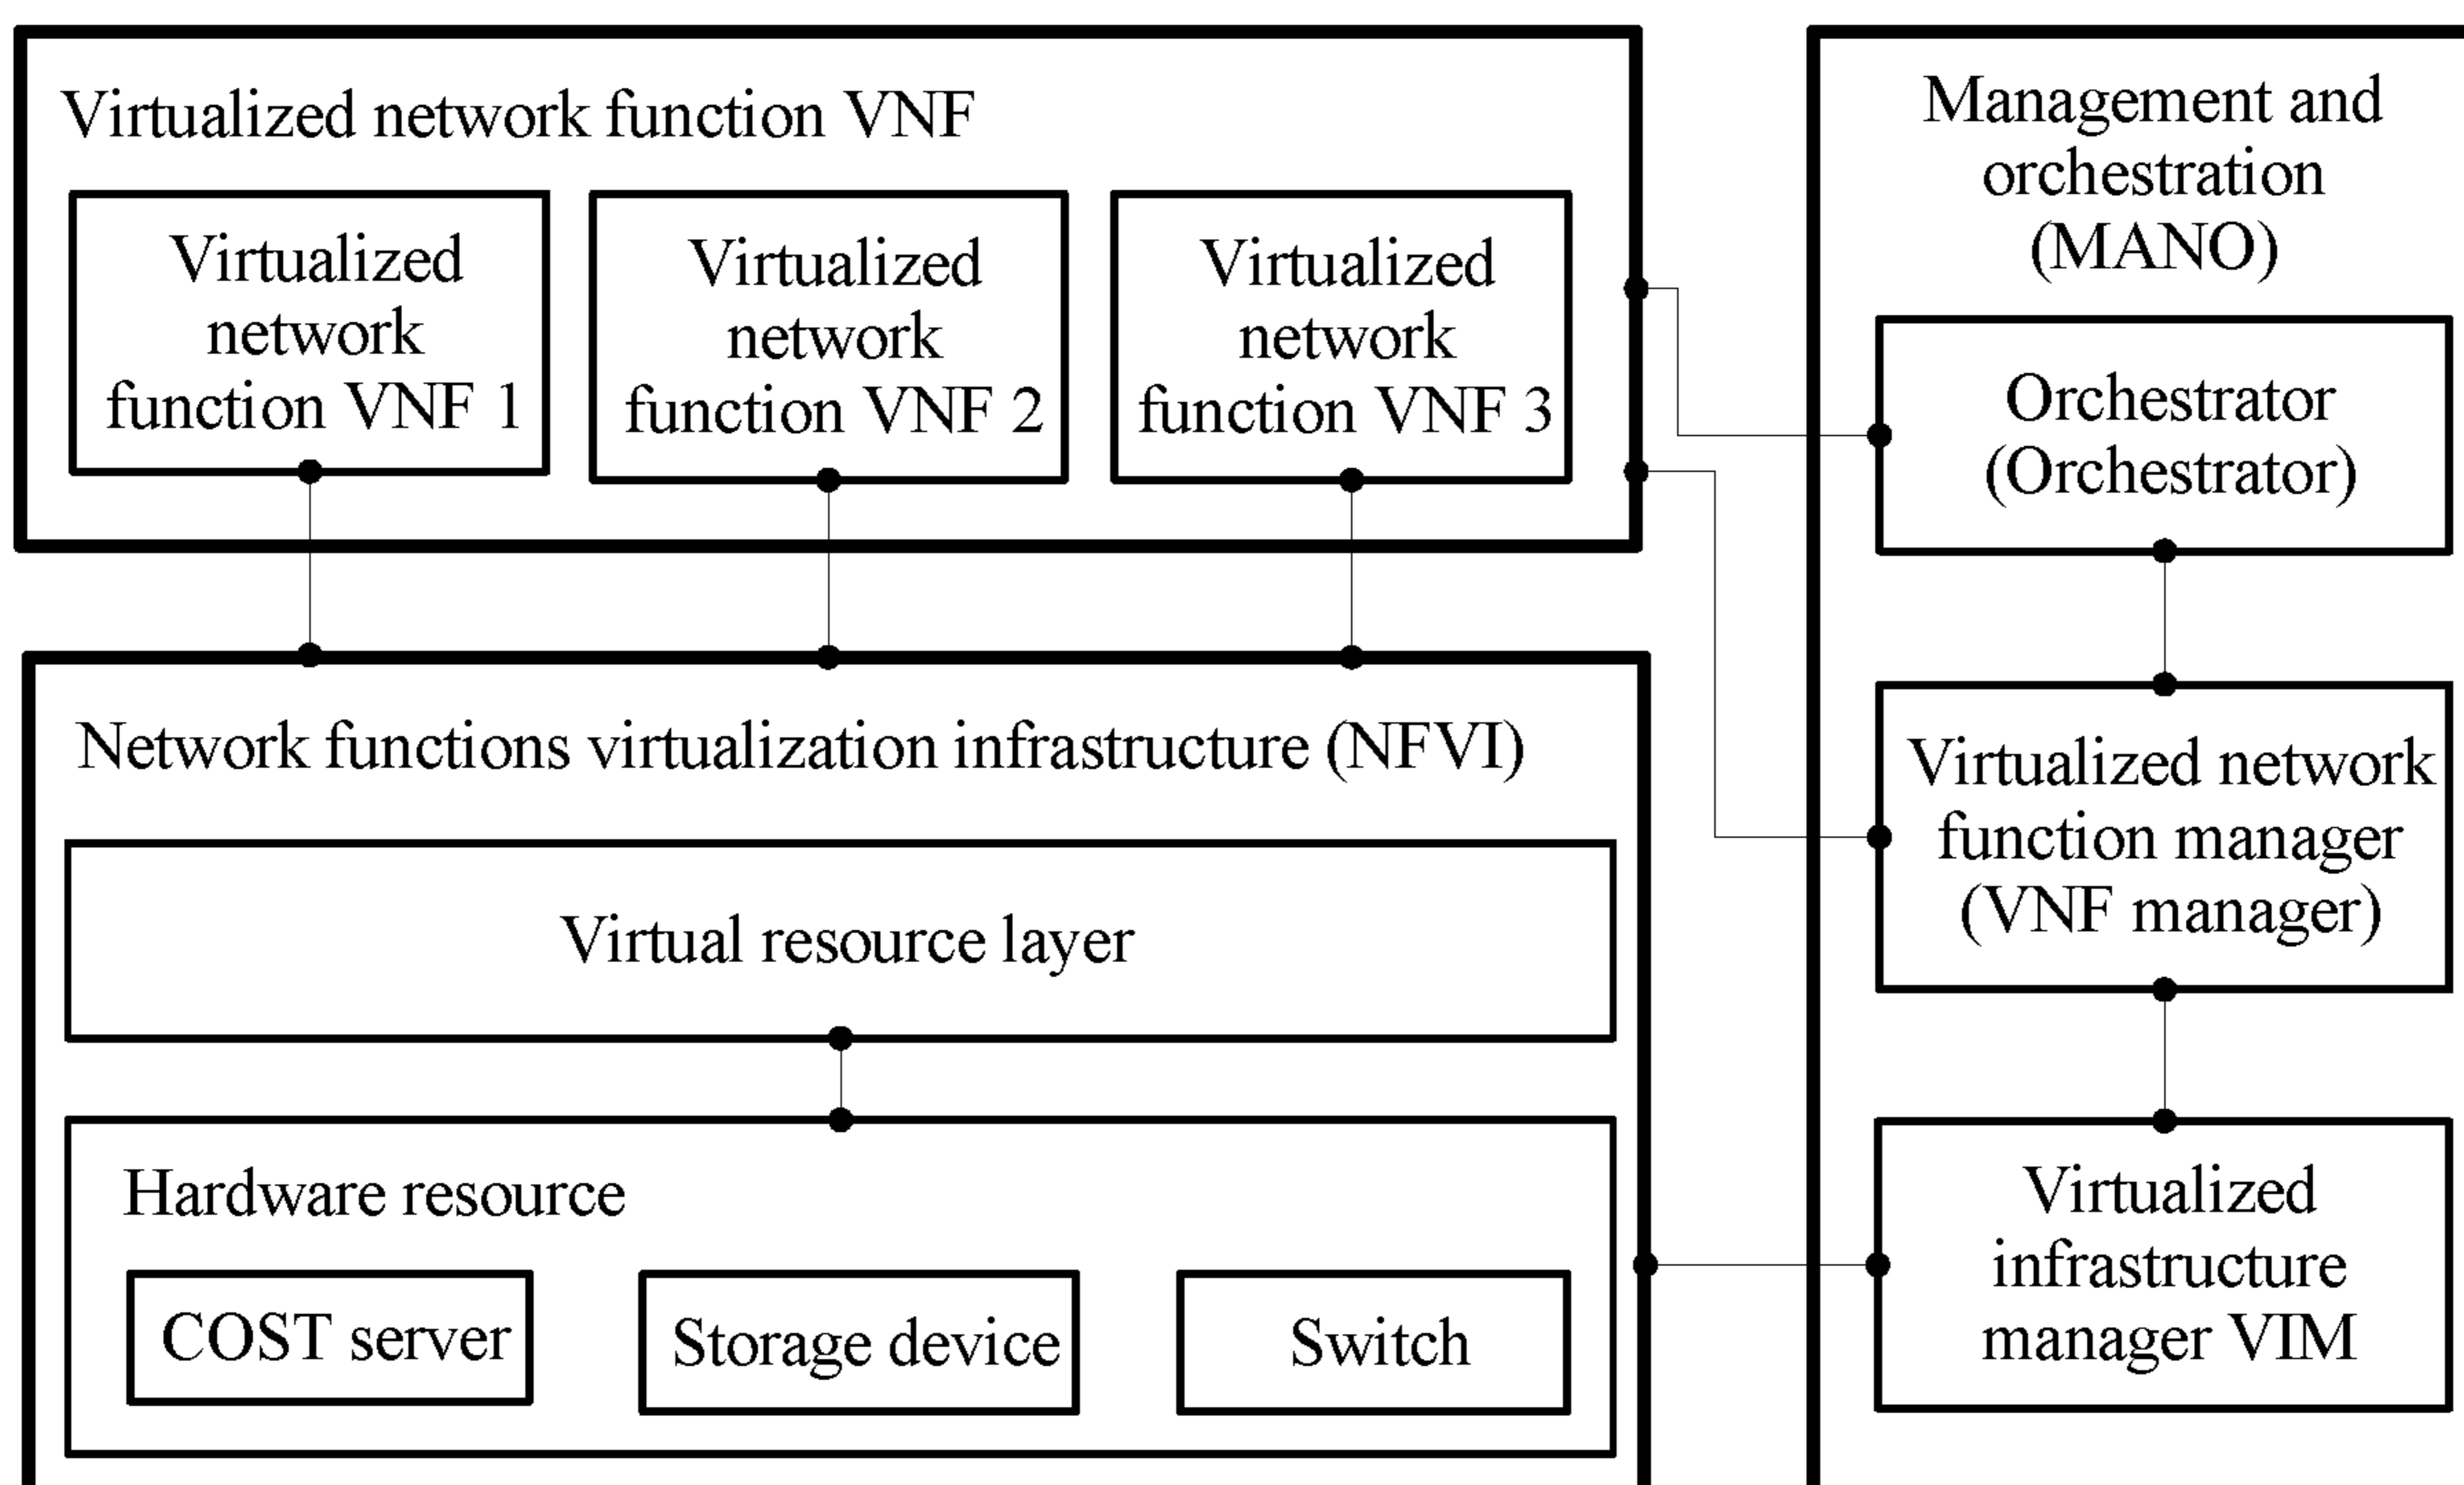 Virtualized network function VNF
Virtualized
network
function VNF 1
Virtualized
network
function VNF 2
Virtualized
network
function VNF 3
Network functions virtualization infrastructure (NFVI)
Virtual resource layer
Hardware resource
COST server
Storage device
Switch
Management and
orchestration
(MANO)
Orchestrator
(Orchestrator)
Virtualized network
function manager
(VNF manager)
Virtualized
infrastructure
manager VIM